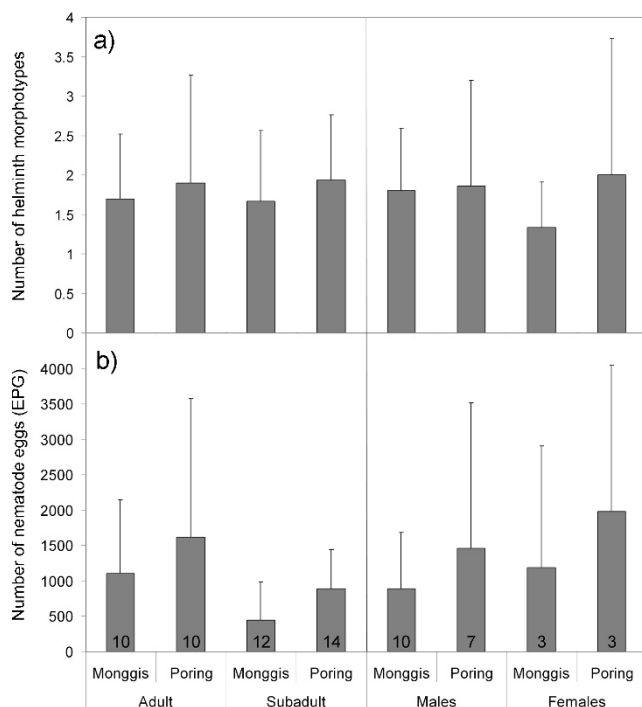 a)
Number of helminth morphotypes
4
3.5
3
2.5
2
1.5
1
0.5
0
b)
Number of nematode eggs (EPG)
4000
3500
3000
2500
2000
1500
1000
500
0
10 10 12 14 10 7 3 3
Monggis Poring Monggis Poring Monggis Poring Monggis Poring
Adult Subadult Males Females